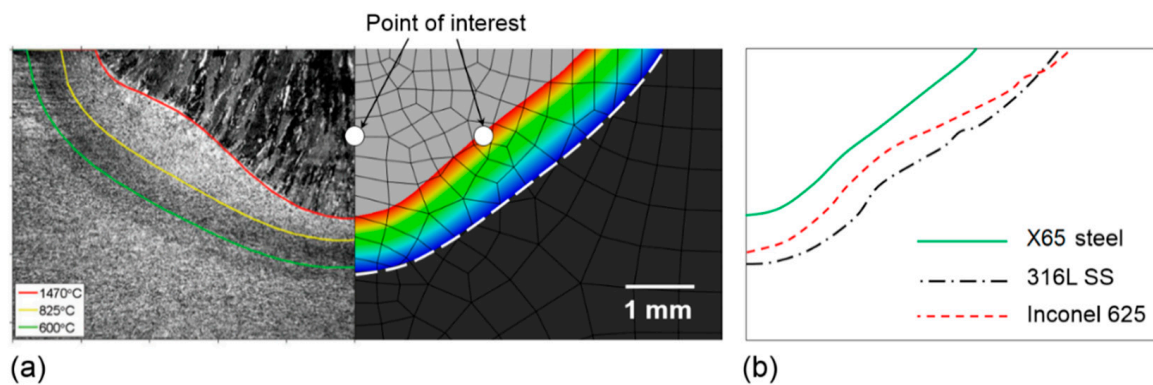 Point of interest
1470°C
825°C
600°C
1 mm
X65 steel
316L SS
Inconel 625
(a)
(b)